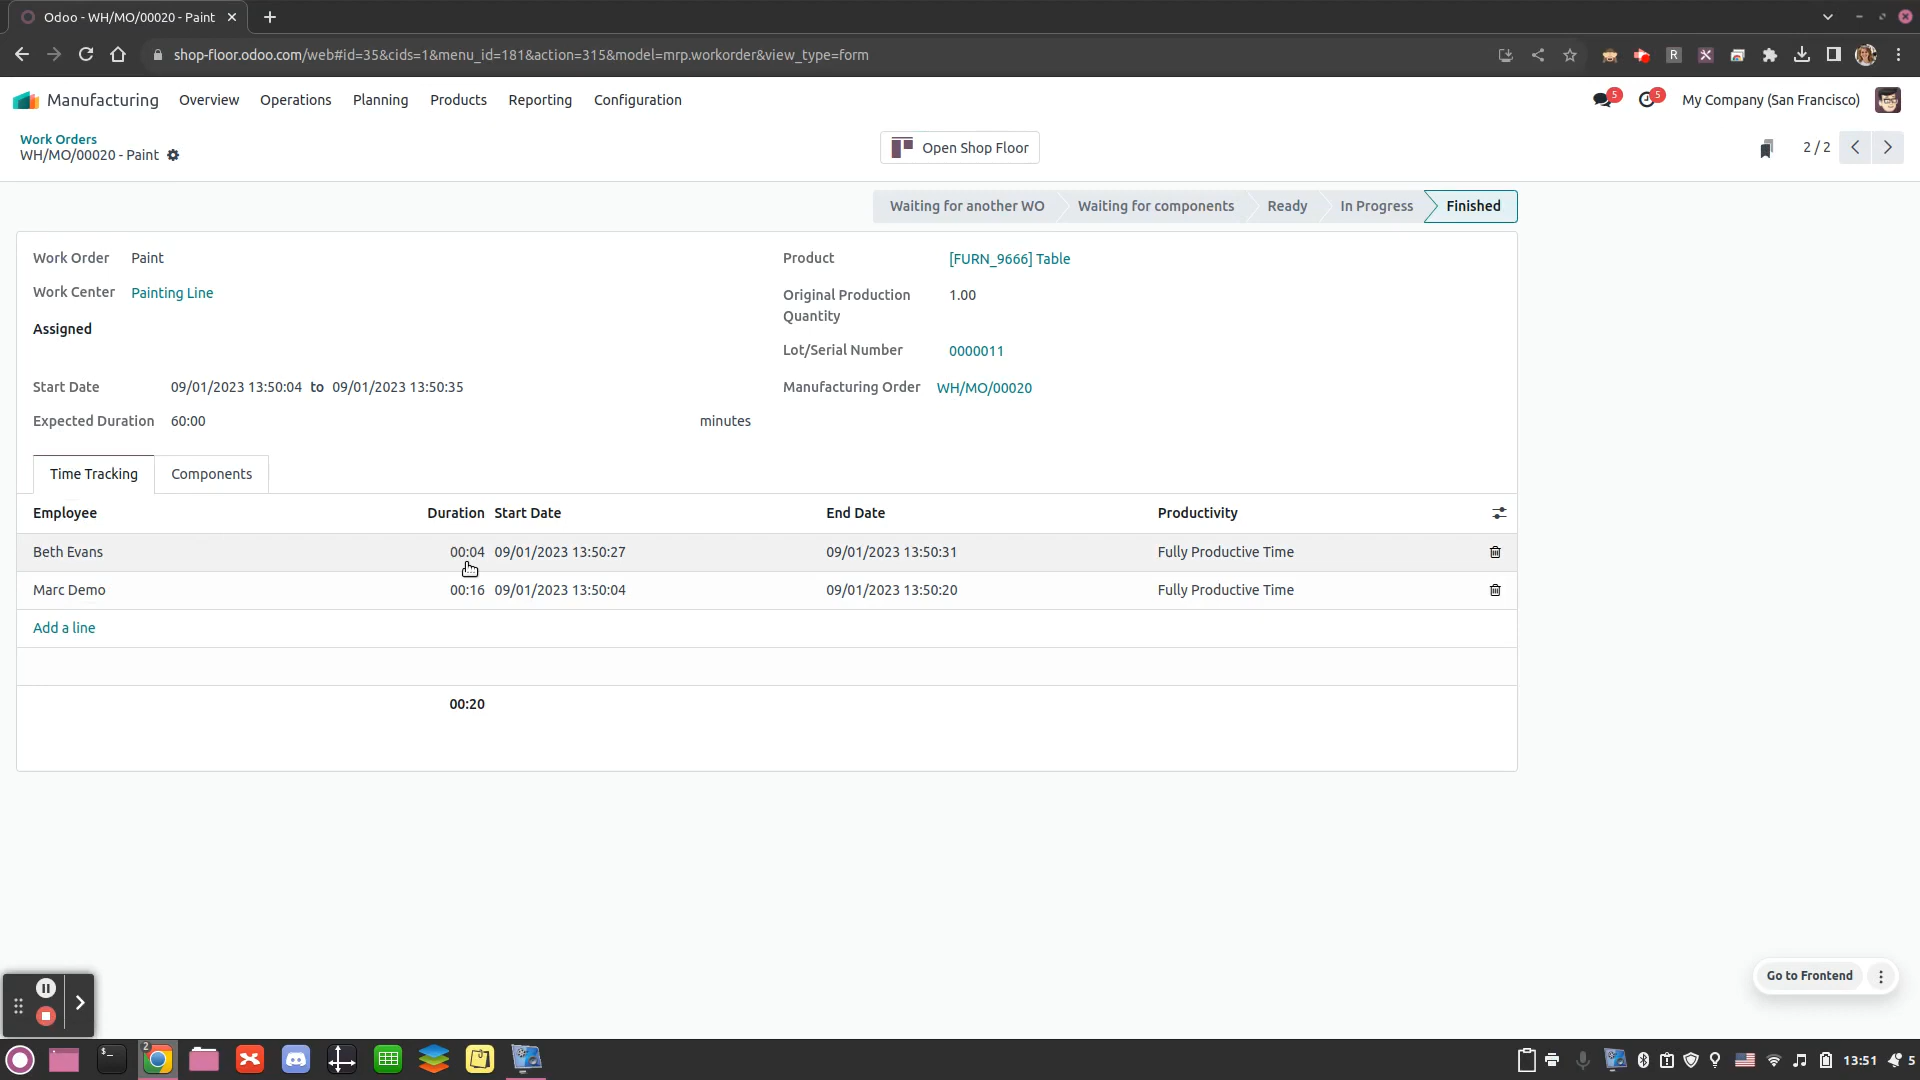 Odoo - WH/MO/00020 - Paint
shop-floor.odoo.com/web#id=35&cids=1&menu_id=181&action=315&model=mrp.workorder&view_type=form
R
Manufacturing Overview Operations Planning Products Reporting Configuration
5 5 My Company (San Francisco)
Work Orders
WH/MO/00020 - Paint
Open Shop Floor
2 / 2
Waiting for another WO Waiting for components Ready In Progress Finished
Work Order Paint
Work Center Painting Line
Assigned
Start Date 09/01/2023 13:50:04 to 09/01/2023 13:50:35
Expected Duration 60:00 minutes
Product [FURN_9666] Table
Original Production Quantity 1.00
Lot/Serial Number 0000011
Manufacturing Order WH/MO/00020
Time Tracking Components
Employee Duration Start Date End Date Productivity
Beth Evans 00:04 09/01/2023 13:50:27 09/01/2023 13:50:31 Fully Productive Time
Marc Demo 00:16 09/01/2023 13:50:04 09/01/2023 13:50:20 Fully Productive Time
Add a line
00:20
Go to Frontend
2
13:51 5